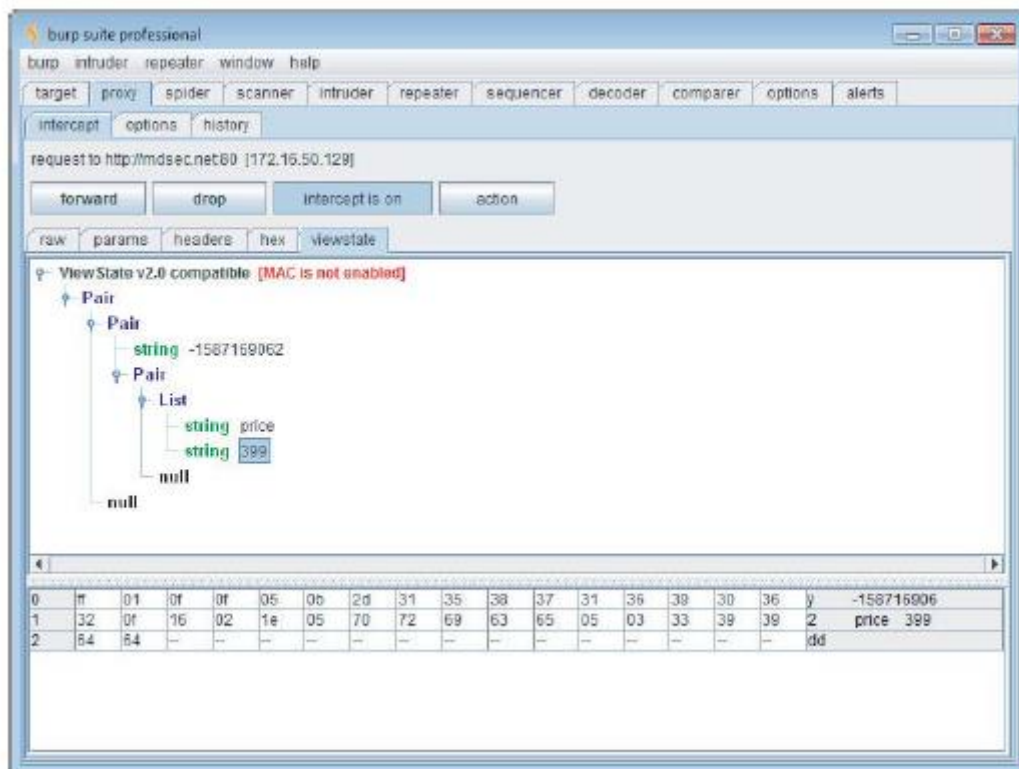 burp suite professional
burp intruder repeater window help
target proxy spider scanner intruder repeater sequencer decoder comparer options alerts
intercept options history
request to http://mdsec.net:80 [172.16.50.129]
forward drop intercept is on action
raw params headers hex viewstate
ViewState v2.0 compatible [MAC is not enabled]
Pair
Pair
string -1587169062
Pair
List
string price
string 399
null
null
0 ff 01 0f 0f 05 0b 2d 31 35 38 37 31 36 39 30 36 ÿ -158716906
1 32 0f 16 02 1e 05 70 72 69 63 65 05 03 33 39 39 2 price 399
2 64 64 -- -- -- -- -- -- -- -- -- -- -- -- -- -- dd